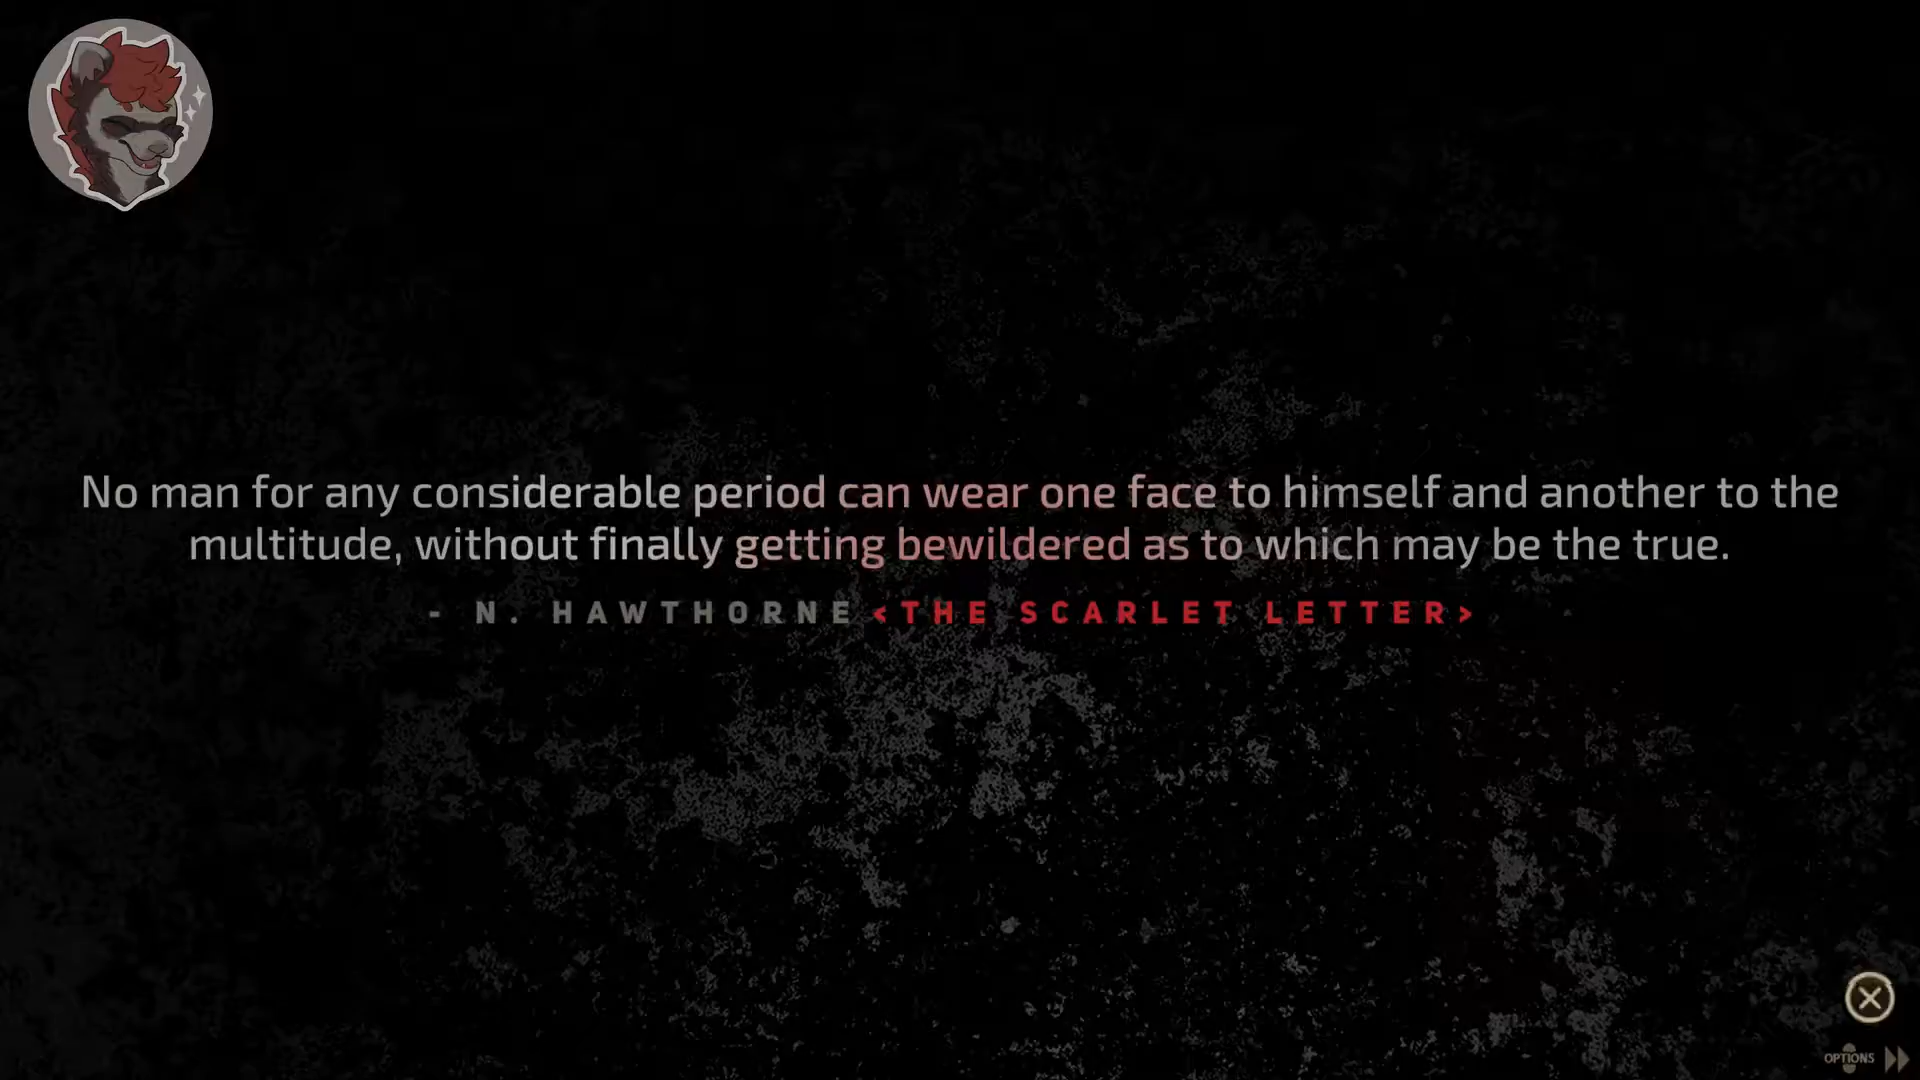 No man for any considerable period can wear one face to himself and another to the
multitude, without finally getting bewildered as to which may be the true.
- N. HAWTHORNE <THE SCARLET LETTER>
OPTIONS